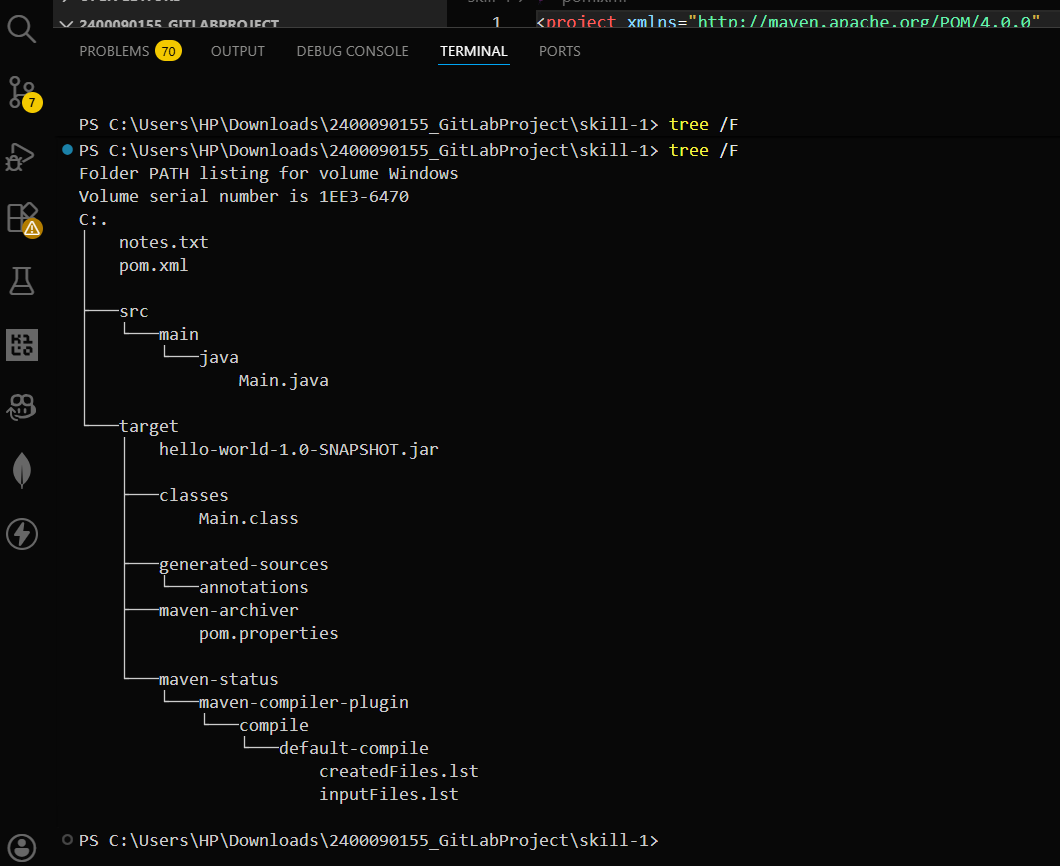 2400090155_GITLABPROJECT
1 <project xmlns="http://maven.apache.org/POM/4.0.0"
PROBLEMS 70 OUTPUT DEBUG CONSOLE TERMINAL PORTS
7
PS C:\Users\HP\Downloads\2400090155_GitLabProject\skill-1> tree /F
PS C:\Users\HP\Downloads\2400090155_GitLabProject\skill-1> tree /F
Folder PATH listing for volume Windows
Volume serial number is 1EE3-6470
C:.
│   notes.txt
│   pom.xml
│
├───src
│   └───main
│       └───java
│               Main.java
│
└───target
    │   hello-world-1.0-SNAPSHOT.jar
    │
    ├───classes
    │       Main.class
    │
    ├───generated-sources
    │   └───annotations
    ├───maven-archiver
    │       pom.properties
    │
    └───maven-status
        └───maven-compiler-plugin
            └───compile
                └───default-compile
                        createdFiles.lst
                        inputFiles.lst
PS C:\Users\HP\Downloads\2400090155_GitLabProject\skill-1>